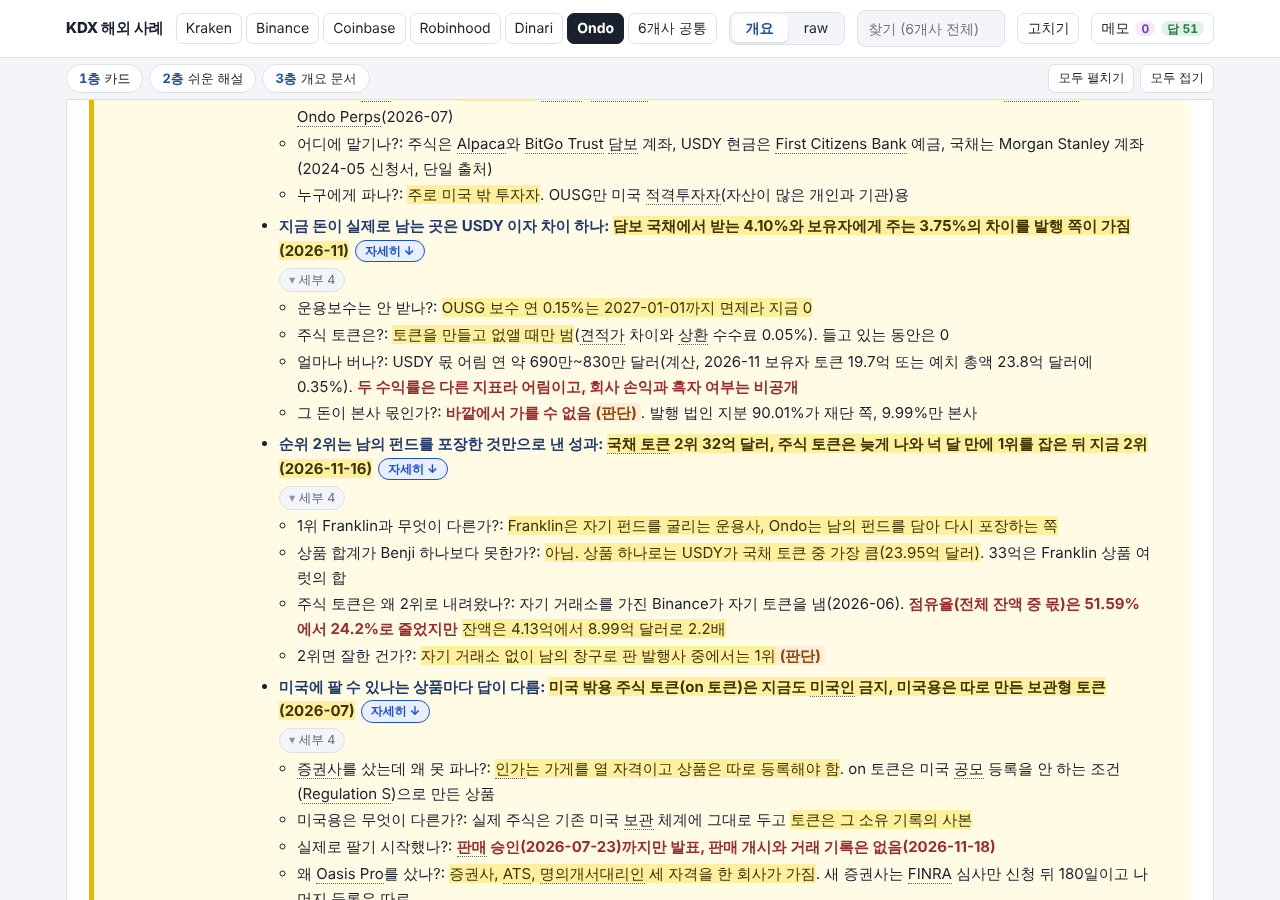 KDX 해외 사례 Kraken Binance Coinbase Robinhood Dinari Ondo 6개사 공통 개요 raw 찾기 (6개사 전체) 고치기 메모 0 답 51
1층 카드 2층 쉬운 해설 3층 개요 문서 모두 펼치기 모두 접기
Ondo Perps(2026-07)
어디에 맡기나?: 주식은 Alpaca와 BitGo Trust 담보 계좌, USDY 현금은 First Citizens Bank 예금, 국채는 Morgan Stanley 계좌
(2024-05 신청서, 단일 출처)
누구에게 파나?: 주로 미국 밖 투자자. OUSG만 미국 적격투자자(자산이 많은 개인과 기관)용
지금 돈이 실제로 남는 곳은 USDY 이자 차이 하나: 담보 국채에서 받는 4.10%와 보유자에게 주는 3.75%의 차이를 발행 쪽이 가짐
(2026-11) 자세히 ↓
▾ 세부 4
운용보수는 안 받나?: OUSG 보수 연 0.15%는 2027-01-01까지 면제라 지금 0
주식 토큰은?: 토큰을 만들고 없앨 때만 범(견적가 차이와 상환 수수료 0.05%). 들고 있는 동안은 0
얼마나 버나?: USDY 몫 어림 연 약 690만~830만 달러(계산, 2026-11 보유자 토큰 19.7억 또는 예치 총액 23.8억 달러에
0.35%). 두 수익률은 다른 지표라 어림이고, 회사 손익과 흑자 여부는 비공개
그 돈이 본사 몫인가?: 바깥에서 가를 수 없음 (판단). 발행 법인 지분 90.01%가 재단 쪽, 9.99%만 본사
순위 2위는 남의 펀드를 포장한 것만으로 낸 성과: 국채 토큰 2위 32억 달러, 주식 토큰은 늦게 나와 넉 달 만에 1위를 잡은 뒤 지금 2위
(2026-11-16) 자세히 ↓
▾ 세부 4
1위 Franklin과 무엇이 다른가?: Franklin은 자기 펀드를 굴리는 운용사, Ondo는 남의 펀드를 담아 다시 포장하는 쪽
상품 합계가 Benji 하나보다 못한가?: 아님. 상품 하나로는 USDY가 국채 토큰 중 가장 큼(23.95억 달러). 33억은 Franklin 상품 여
럿의 합
주식 토큰은 왜 2위로 내려왔나?: 자기 거래소를 가진 Binance가 자기 토큰을 냄(2026-06). 점유율(전체 잔액 중 몫)은 51.59%
에서 24.2%로 줄었지만 잔액은 4.13억에서 8.99억 달러로 2.2배
2위면 잘한 건가?: 자기 거래소 없이 남의 창구로 판 발행사 중에서는 1위 (판단)
미국에 팔 수 있나는 상품마다 답이 다름: 미국 밖용 주식 토큰(on 토큰)은 지금도 미국인 금지, 미국용은 따로 만든 보관형 토큰
(2026-07) 자세히 ↓
▾ 세부 4
증권사를 샀는데 왜 못 파나?: 인가는 가게를 열 자격이고 상품은 따로 등록해야 함. on 토큰은 미국 공모 등록을 안 하는 조건
(Regulation S)으로 만든 상품
미국용은 무엇이 다른가?: 실제 주식은 기존 미국 보관 체계에 그대로 두고 토큰은 그 소유 기록의 사본
실제로 팔기 시작했나?: 판매 승인(2026-07-23)까지만 발표, 판매 개시와 거래 기록은 없음(2026-11-18)
왜 Oasis Pro를 샀나?: 증권사, ATS, 명의개서대리인 세 자격을 한 회사가 가짐. 새 증권사는 FINRA 심사만 신청 뒤 180일이고 나
머지 등록은 따로